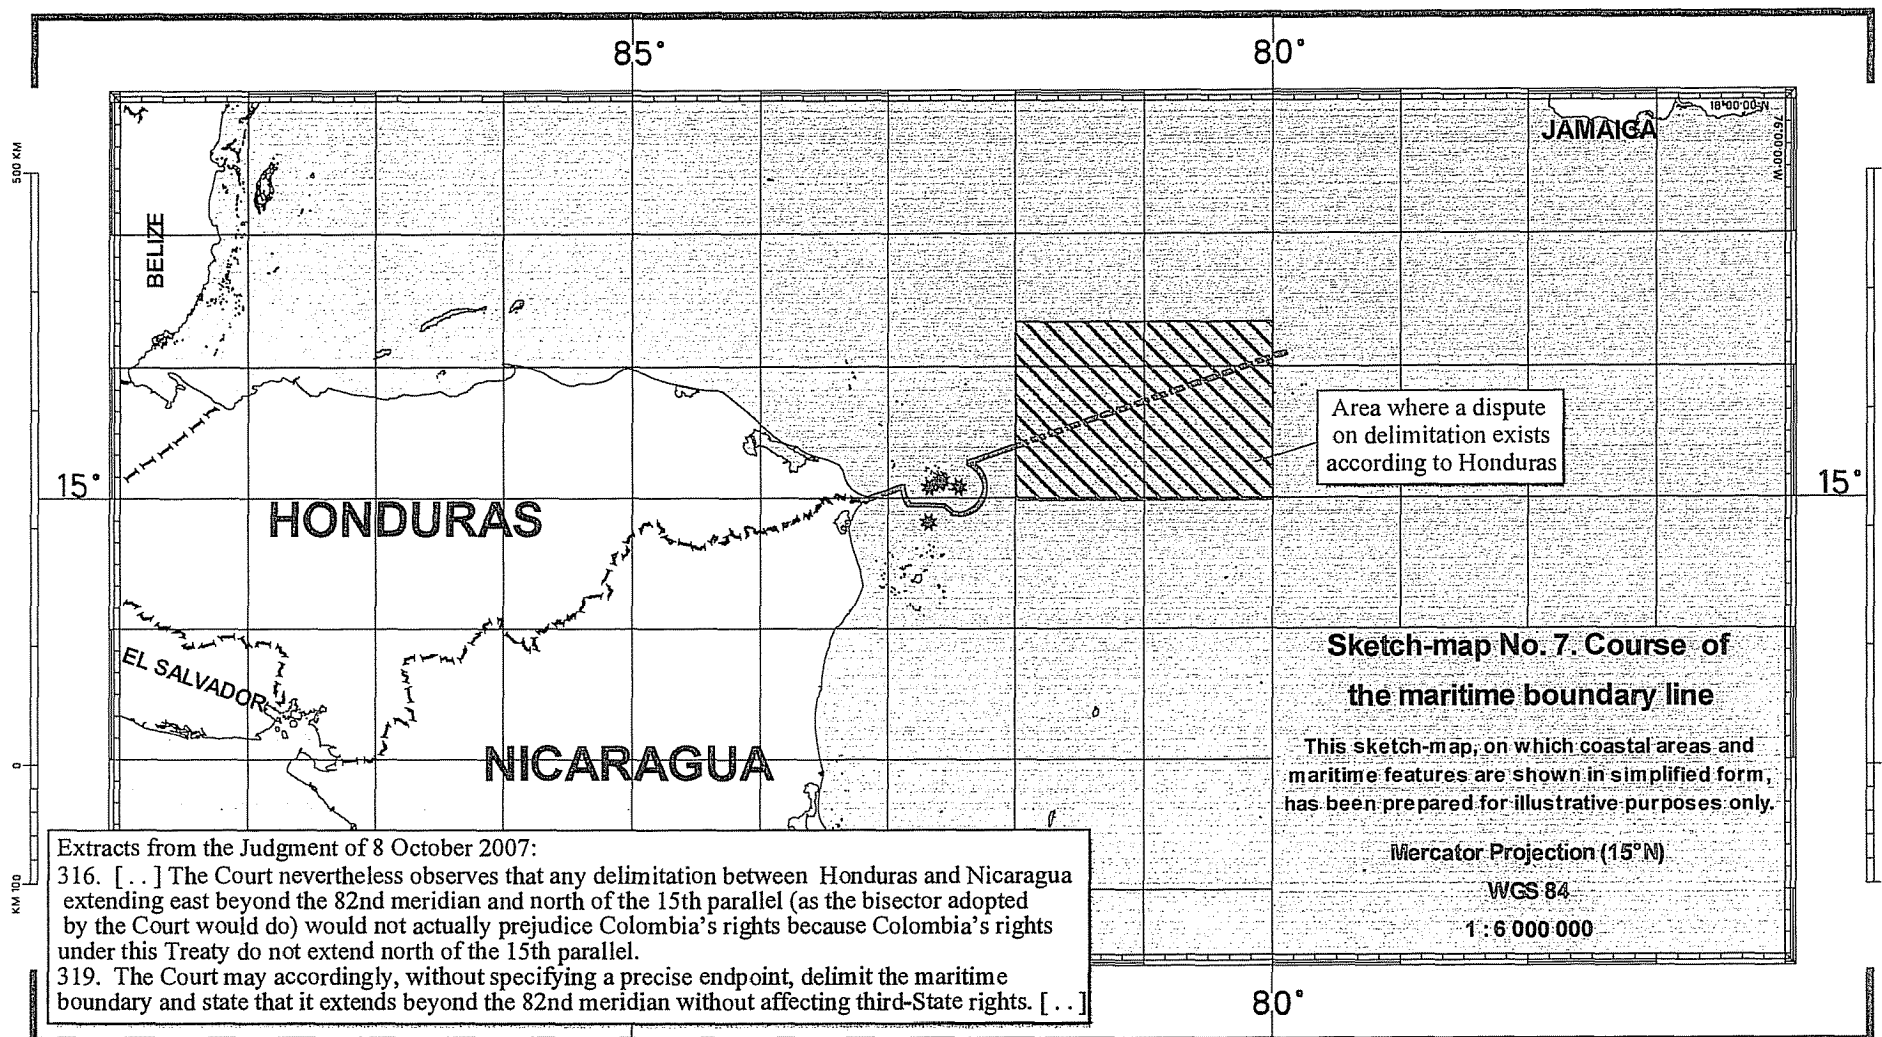 85°
80°
18°00'00"N
JAMAICA
76°00'00"W
500 KM
BELIZE
Area where a dispute
on delimitation exists
according to Honduras
15°
15°
HONDURAS
Sketch-map No. 7. Course of
the maritime boundary line
EL SALVADOR
NICARAGUA
This sketch-map, on which coastal areas and
maritime features are shown in simplified form,
has been prepared for illustrative purposes only.
0
Mercator Projection (15°N)
WGS 84
1 : 6 000 000
KM 100
Extracts from the Judgment of 8 October 2007:
316. [ . . ] The Court nevertheless observes that any delimitation between Honduras and Nicaragua
extending east beyond the 82nd meridian and north of the 15th parallel (as the bisector adopted
by the Court would do) would not actually prejudice Colombia's rights because Colombia's rights
under this Treaty do not extend north of the 15th parallel.
319. The Court may accordingly, without specifying a precise endpoint, delimit the maritime
boundary and state that it extends beyond the 82nd meridian without affecting third-State rights. [ . . ]
80°